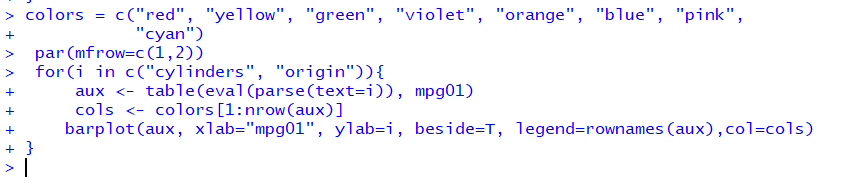 > colors = c("red", "yellow", "green", "violet", "orange", "blue", "pink",
+            "cyan")
>  par(mfrow=c(1,2))
>  for(i in c("cylinders", "origin")){
+      aux <- table(eval(parse(text=i)), mpg01)
+      cols <- colors[1:nrow(aux)]
+     barplot(aux, xlab="mpg01", ylab=i, beside=T, legend=rownames(aux),col=cols)
+ }
>